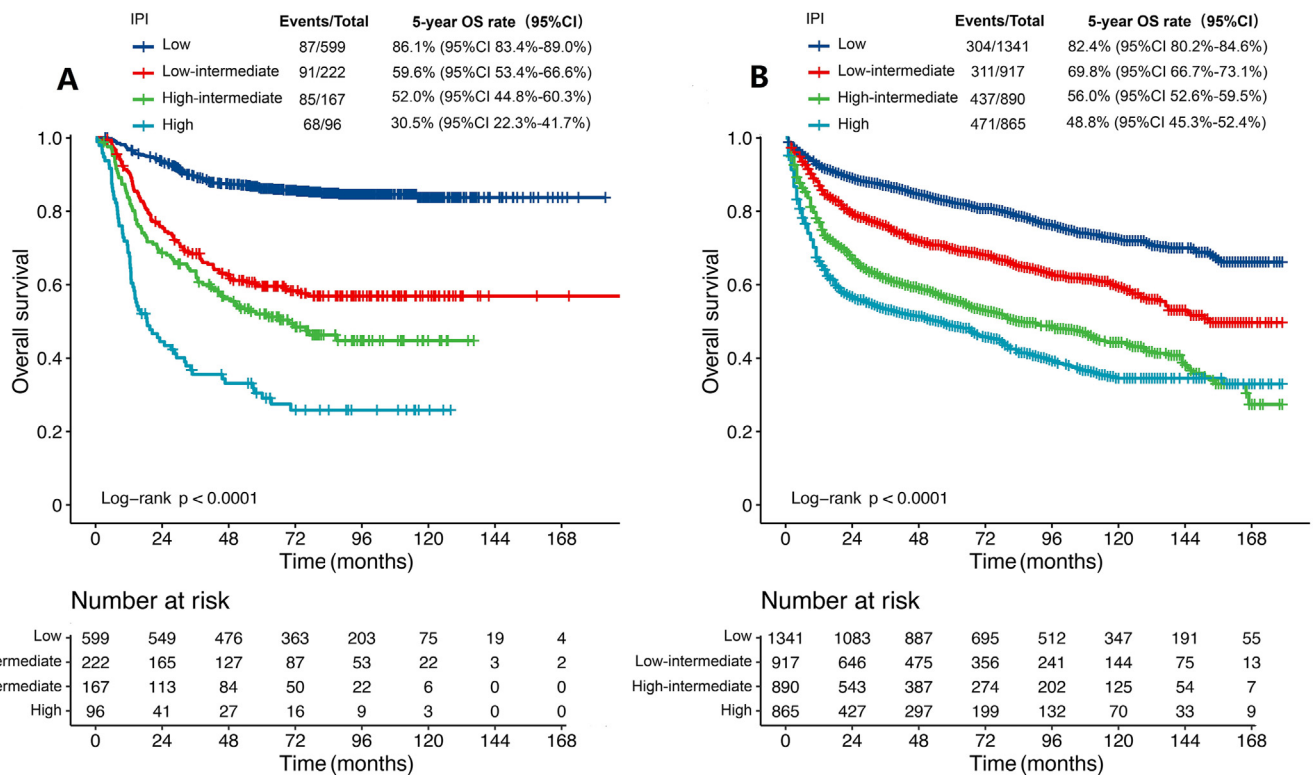 IPI Events/Total 5-year OS rate (95%CI)
Low 87/599 86.1% (95%CI 83.4%-89.0%)
Low-intermediate 91/222 59.6% (95%CI 53.4%-66.6%)
High-intermediate 85/167 52.0% (95%CI 44.8%-60.3%)
High 68/96 30.5% (95%CI 22.3%-41.7%)
A
1.0
0.8
0.6
0.4
0.2
0
Overall survival
Log-rank p < 0.0001
0 24 48 72 96 120 144 168
Time (months)
Number at risk
Low 599 549 476 363 203 75 19 4
ermediate 222 165 127 87 53 22 3 2
ermediate 167 113 84 50 22 6 0 0
High 96 41 27 16 9 3 0 0
0 24 48 72 96 120 144 168
Time (months)
IPI Events/Total 5-year OS rate (95%CI)
Low 304/1341 82.4% (95%CI 80.2%-84.6%)
Low-intermediate 311/917 69.8% (95%CI 66.7%-73.1%)
High-intermediate 437/890 56.0% (95%CI 52.6%-59.5%)
High 471/865 48.8% (95%CI 45.3%-52.4%)
B
1.0
0.8
0.6
0.4
0.2
0
Overall survival
Log-rank p < 0.0001
0 24 48 72 96 120 144 168
Time (months)
Number at risk
Low 1341 1083 887 695 512 347 191 55
Low-intermediate 917 646 475 356 241 144 75 13
High-intermediate 890 543 387 274 202 125 54 7
High 865 427 297 199 132 70 33 9
0 24 48 72 96 120 144 168
Time (months)